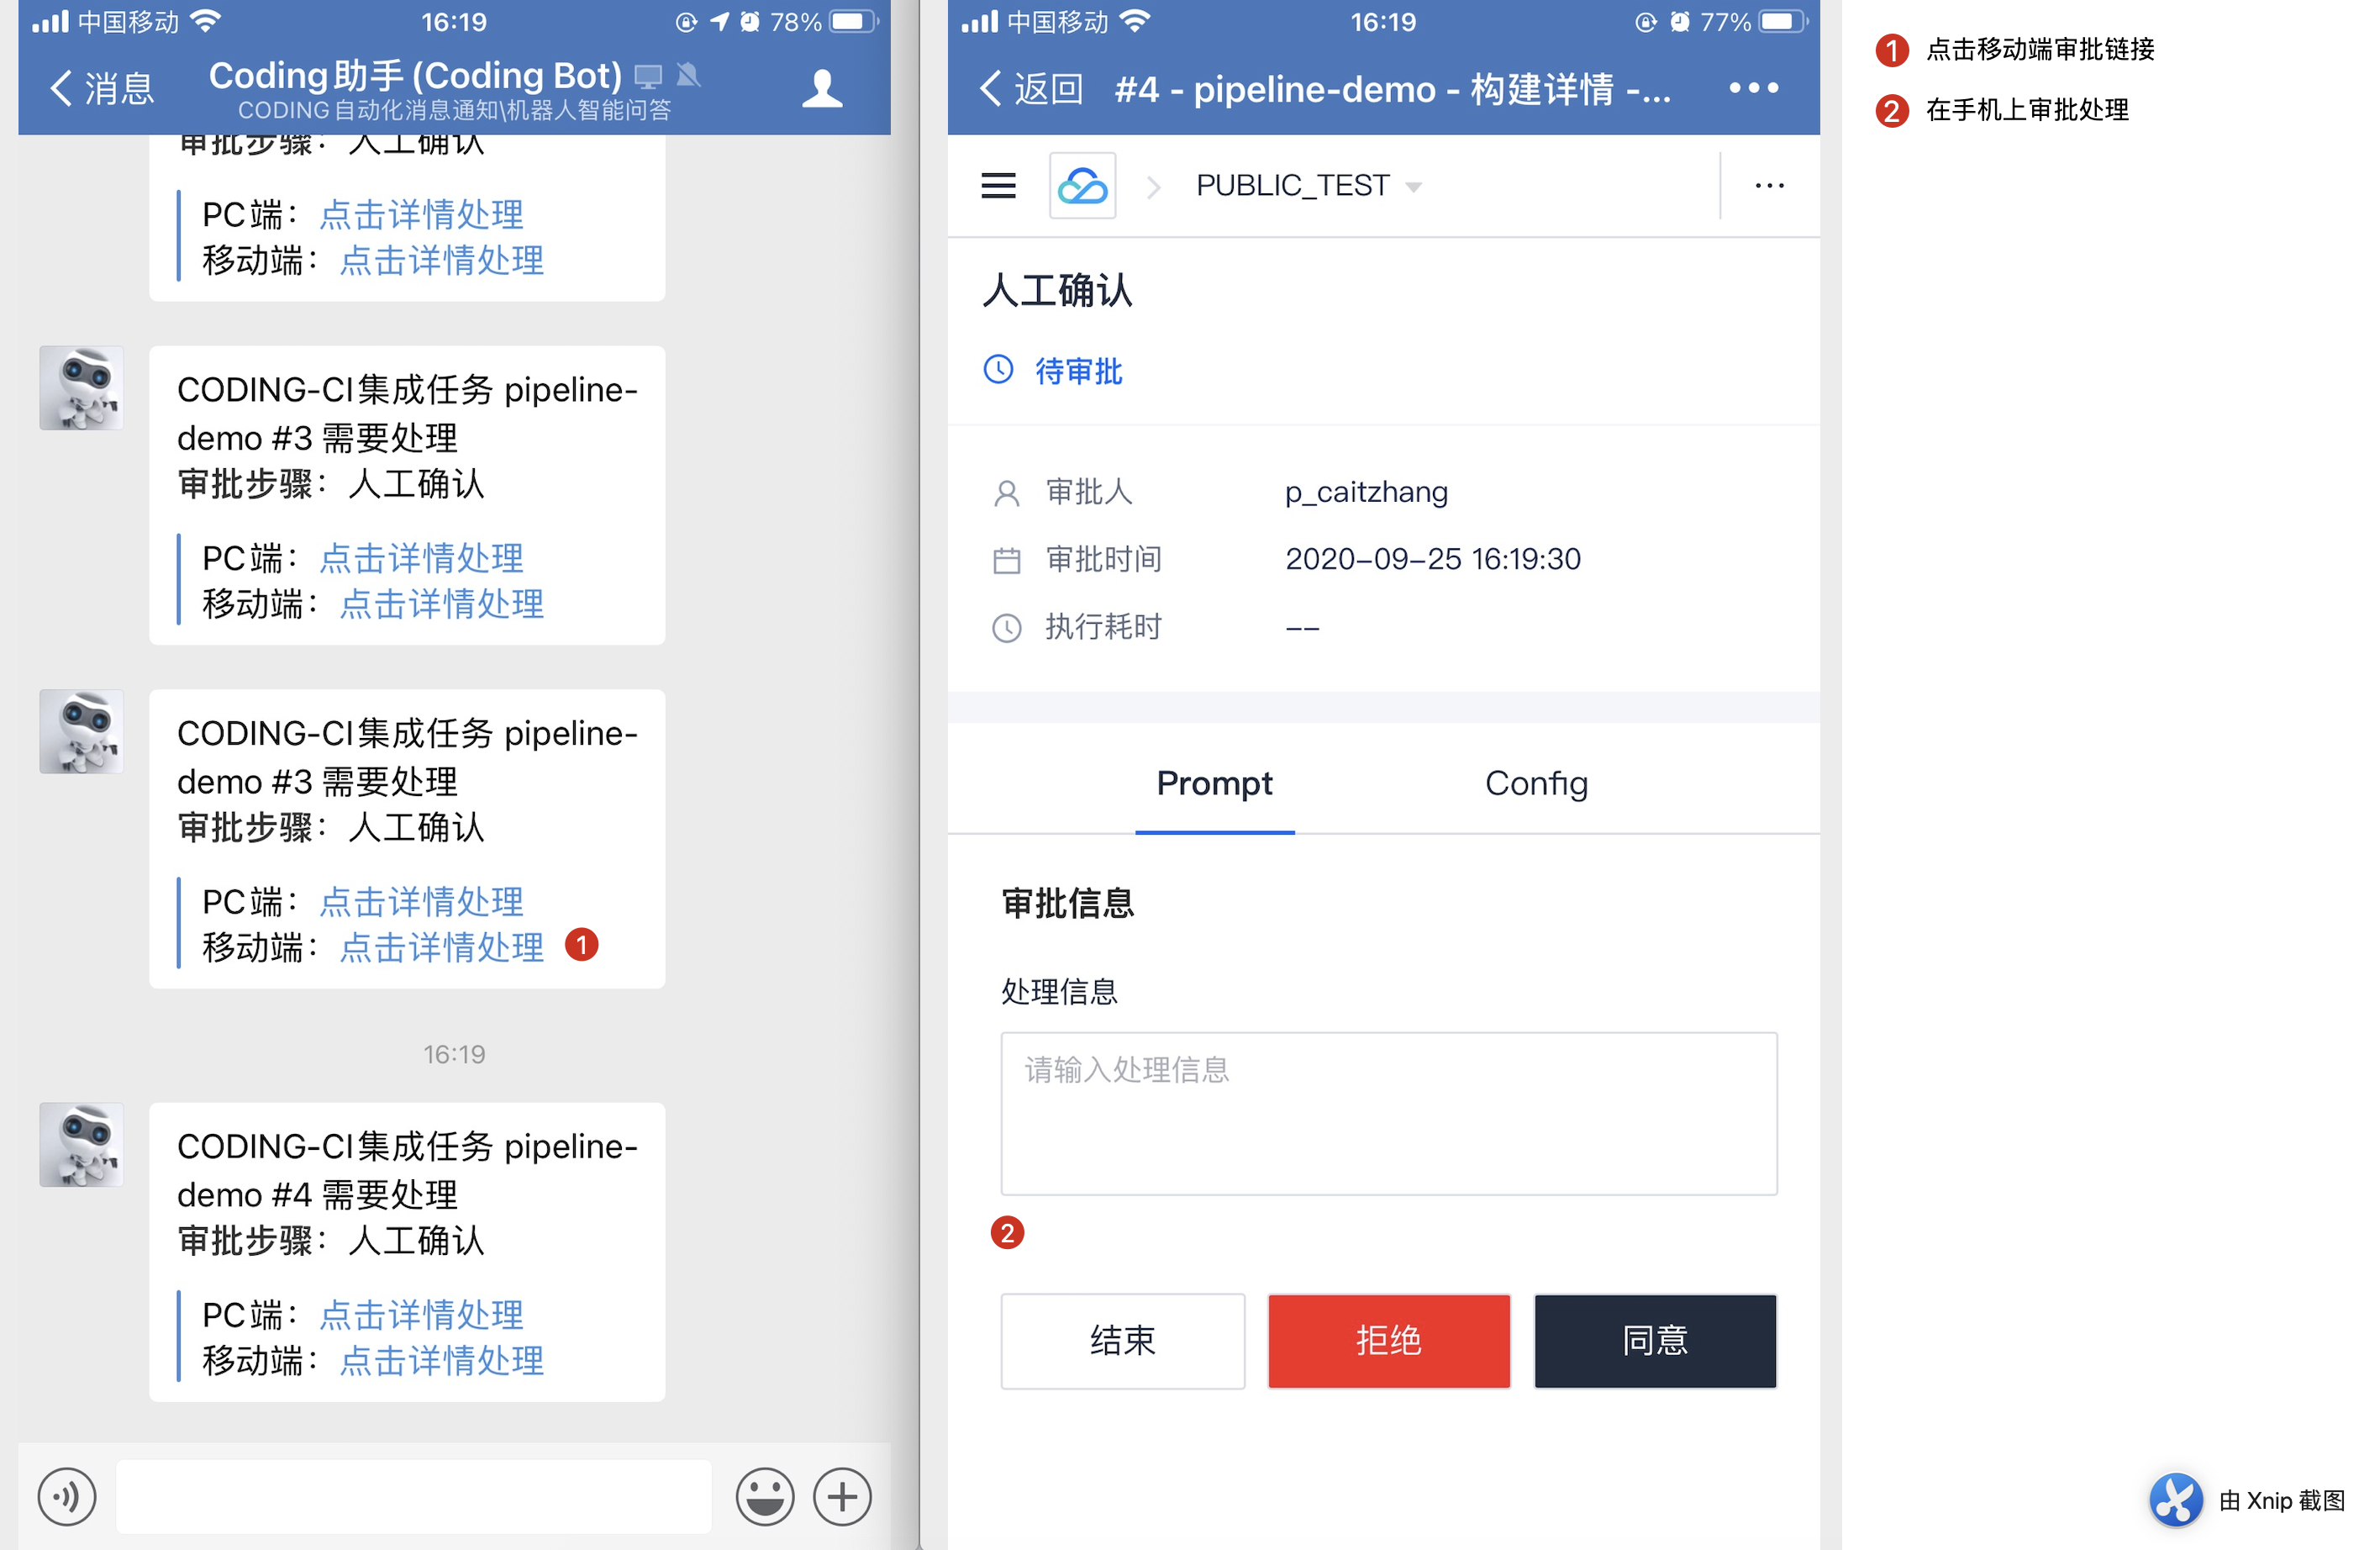 中国移动 16:19 78%
消息 Coding助手(Coding Bot)
CODING自动化消息通知\机器人智能问答
审批步骤：人工确认
PC端：点击详情处理
移动端：点击详情处理
CODING-CI集成任务 pipeline-
demo #3 需要处理
审批步骤：人工确认
PC端：点击详情处理
移动端：点击详情处理
CODING-CI集成任务 pipeline-
demo #3 需要处理
审批步骤：人工确认
PC端：点击详情处理
移动端：点击详情处理 1
16:19
CODING-CI集成任务 pipeline-
demo #4 需要处理
审批步骤：人工确认
PC端：点击详情处理
移动端：点击详情处理
中国移动 16:19 77%
返回 #4 - pipeline-demo - 构建详情 -...
PUBLIC_TEST
人工确认
待审批
审批人 p_caitzhang
审批时间 2020-09-25 16:19:30
执行耗时 --
Prompt Config
审批信息
处理信息
请输入处理信息
2
结束 拒绝 同意
1 点击移动端审批链接
2 在手机上审批处理
由 Xnip 截图